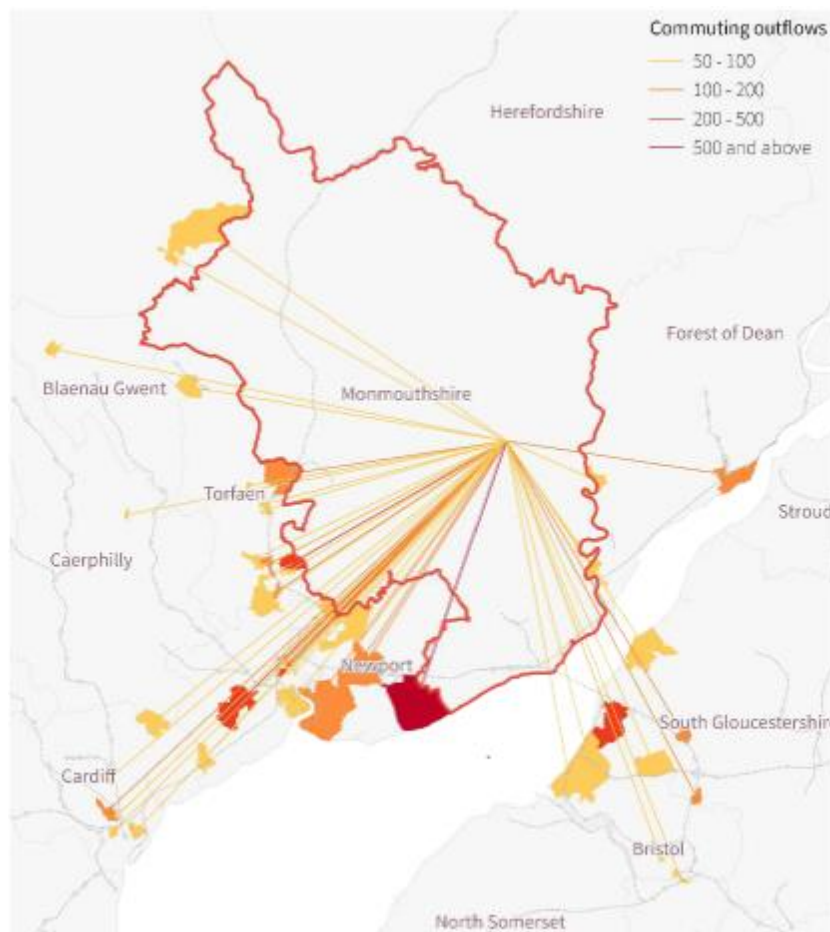 Commuting outflows
50 - 100
100 - 200
200 - 500
500 and above
Herefordshire
Forest of Dean
Blaenau Gwent
Monmouthshire
Torfaen
Stroud
Caerphilly
Newport
South Gloucestershire
Cardiff
Bristol
North Somerset